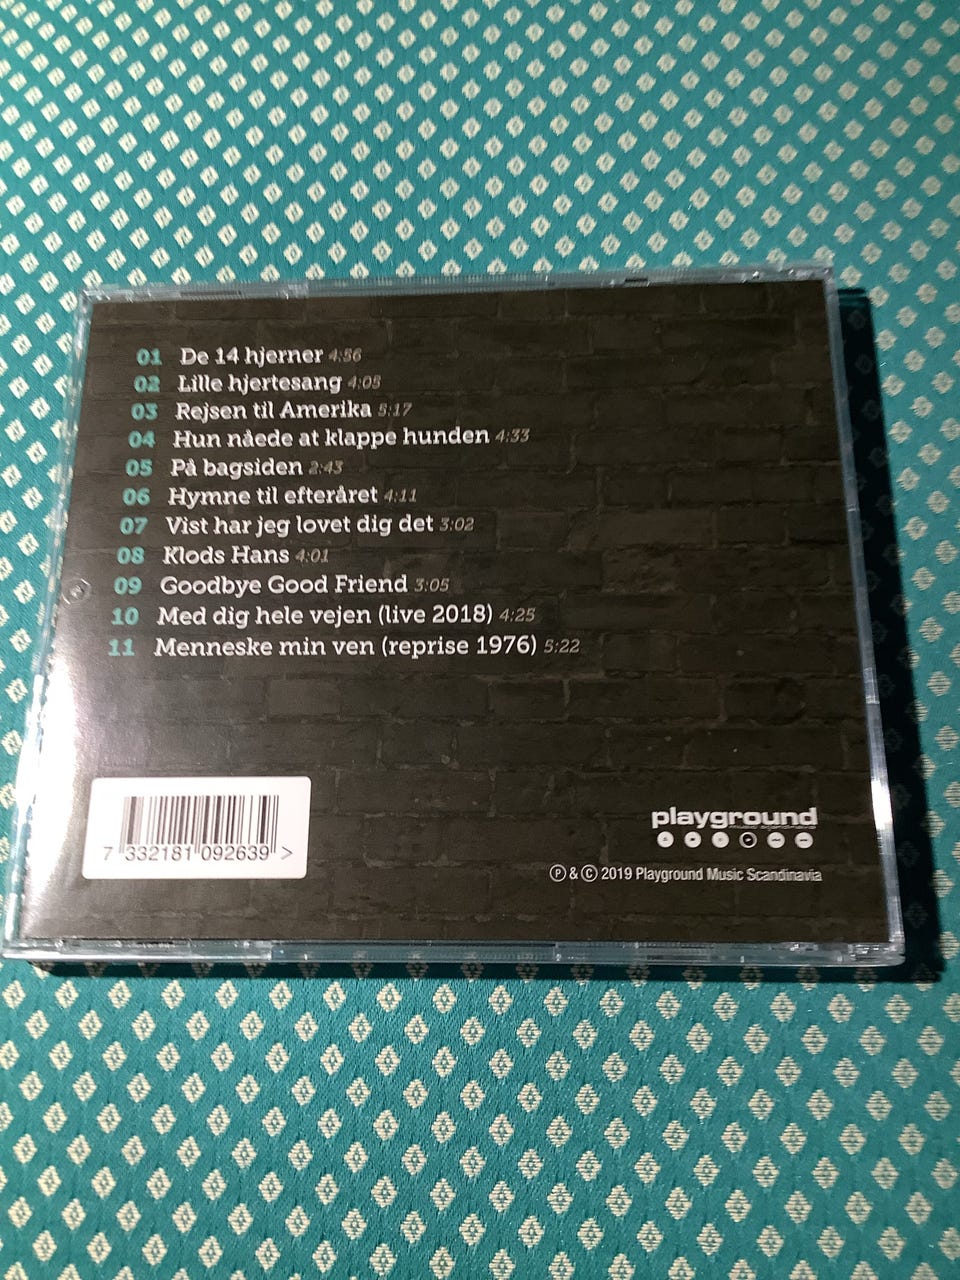 01 De 14 hjerner 4:56
02 Lille hjertesang 4:05
03 Rejsen til Amerika 5:17
04 Hun nåede at klappe hunden 4:33
05 På bagsiden 2:43
06 Hymne til efteråret 4:11
07 Vist har jeg lovet dig det 3:02
08 Klods Hans 4:01
09 Goodbye Good Friend 3:05
10 Med dig hele vejen (live 2018) 4:25
11 Menneske min ven (reprise 1976) 5:22
7 332181 092639 >
playground
music scandinavia
Ⓟ & © 2019 Playground Music Scandinavia